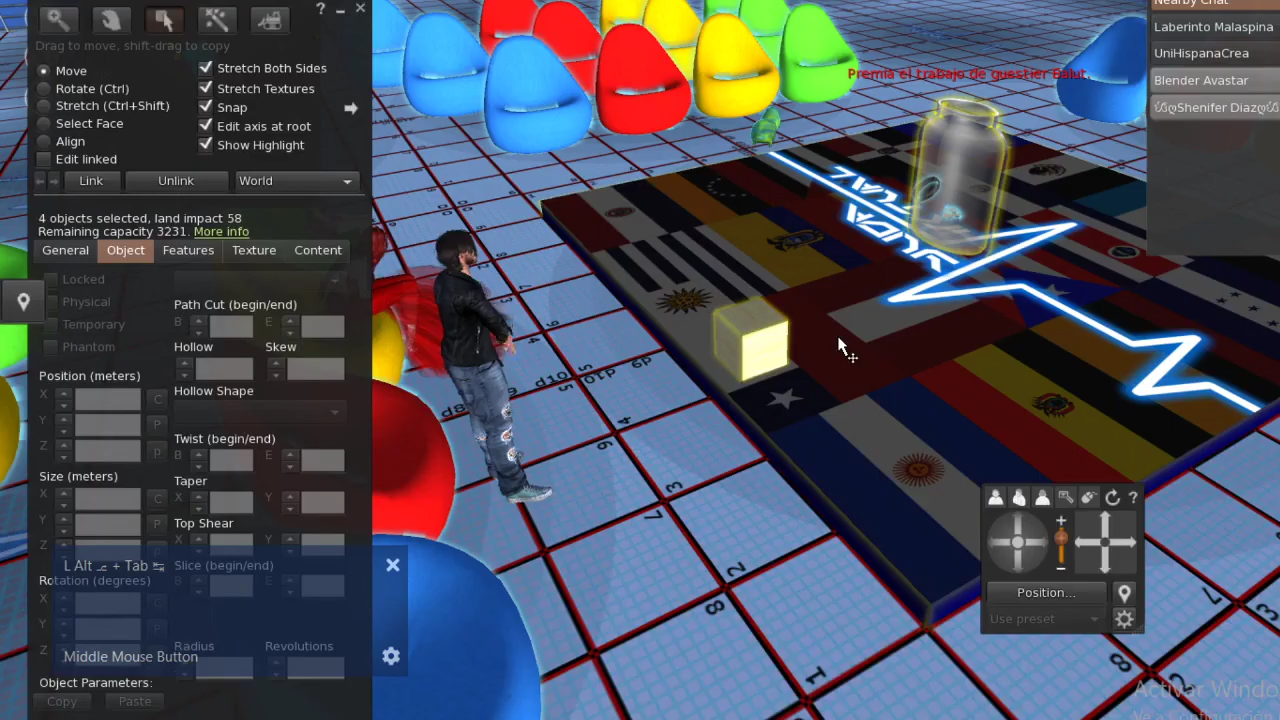 ?
Drag to move, shift-drag to copy
Move
Rotate (Ctrl)
Stretch (Ctrl+Shift)
Select Face
Align
Edit linked
Stretch Both Sides
Stretch Textures
Snap
Edit axis at root
Show Highlight
Link
Unlink
World
4 objects selected, land impact 58
Remaining capacity 3231. More info
General
Object
Features
Texture
Content
Locked
Physical
Temporary
Phantom
Position (meters)
X
Y
Z
C
P
P
Size (meters)
X
Y
Z
C
P
Rotation (degrees)
X
Y
Z
Object Parameters:
Copy
Paste
Path Cut (begin/end)
B
E
Hollow
Skew
Hollow Shape
Twist (begin/end)
B
E
Taper
X
Y
Top Shear
X
Y
Slice (begin/end)
B
E
Radius
Revolutions
L Alt + Tab
Middle Mouse Button
Premia el trabajo de guestier Balut
Nearby Chat
Laberinto Malaspina
UniHispanaCrea
Blender Avastar
Shenifer Diaz
?
Position...
Use preset
Activar Windo